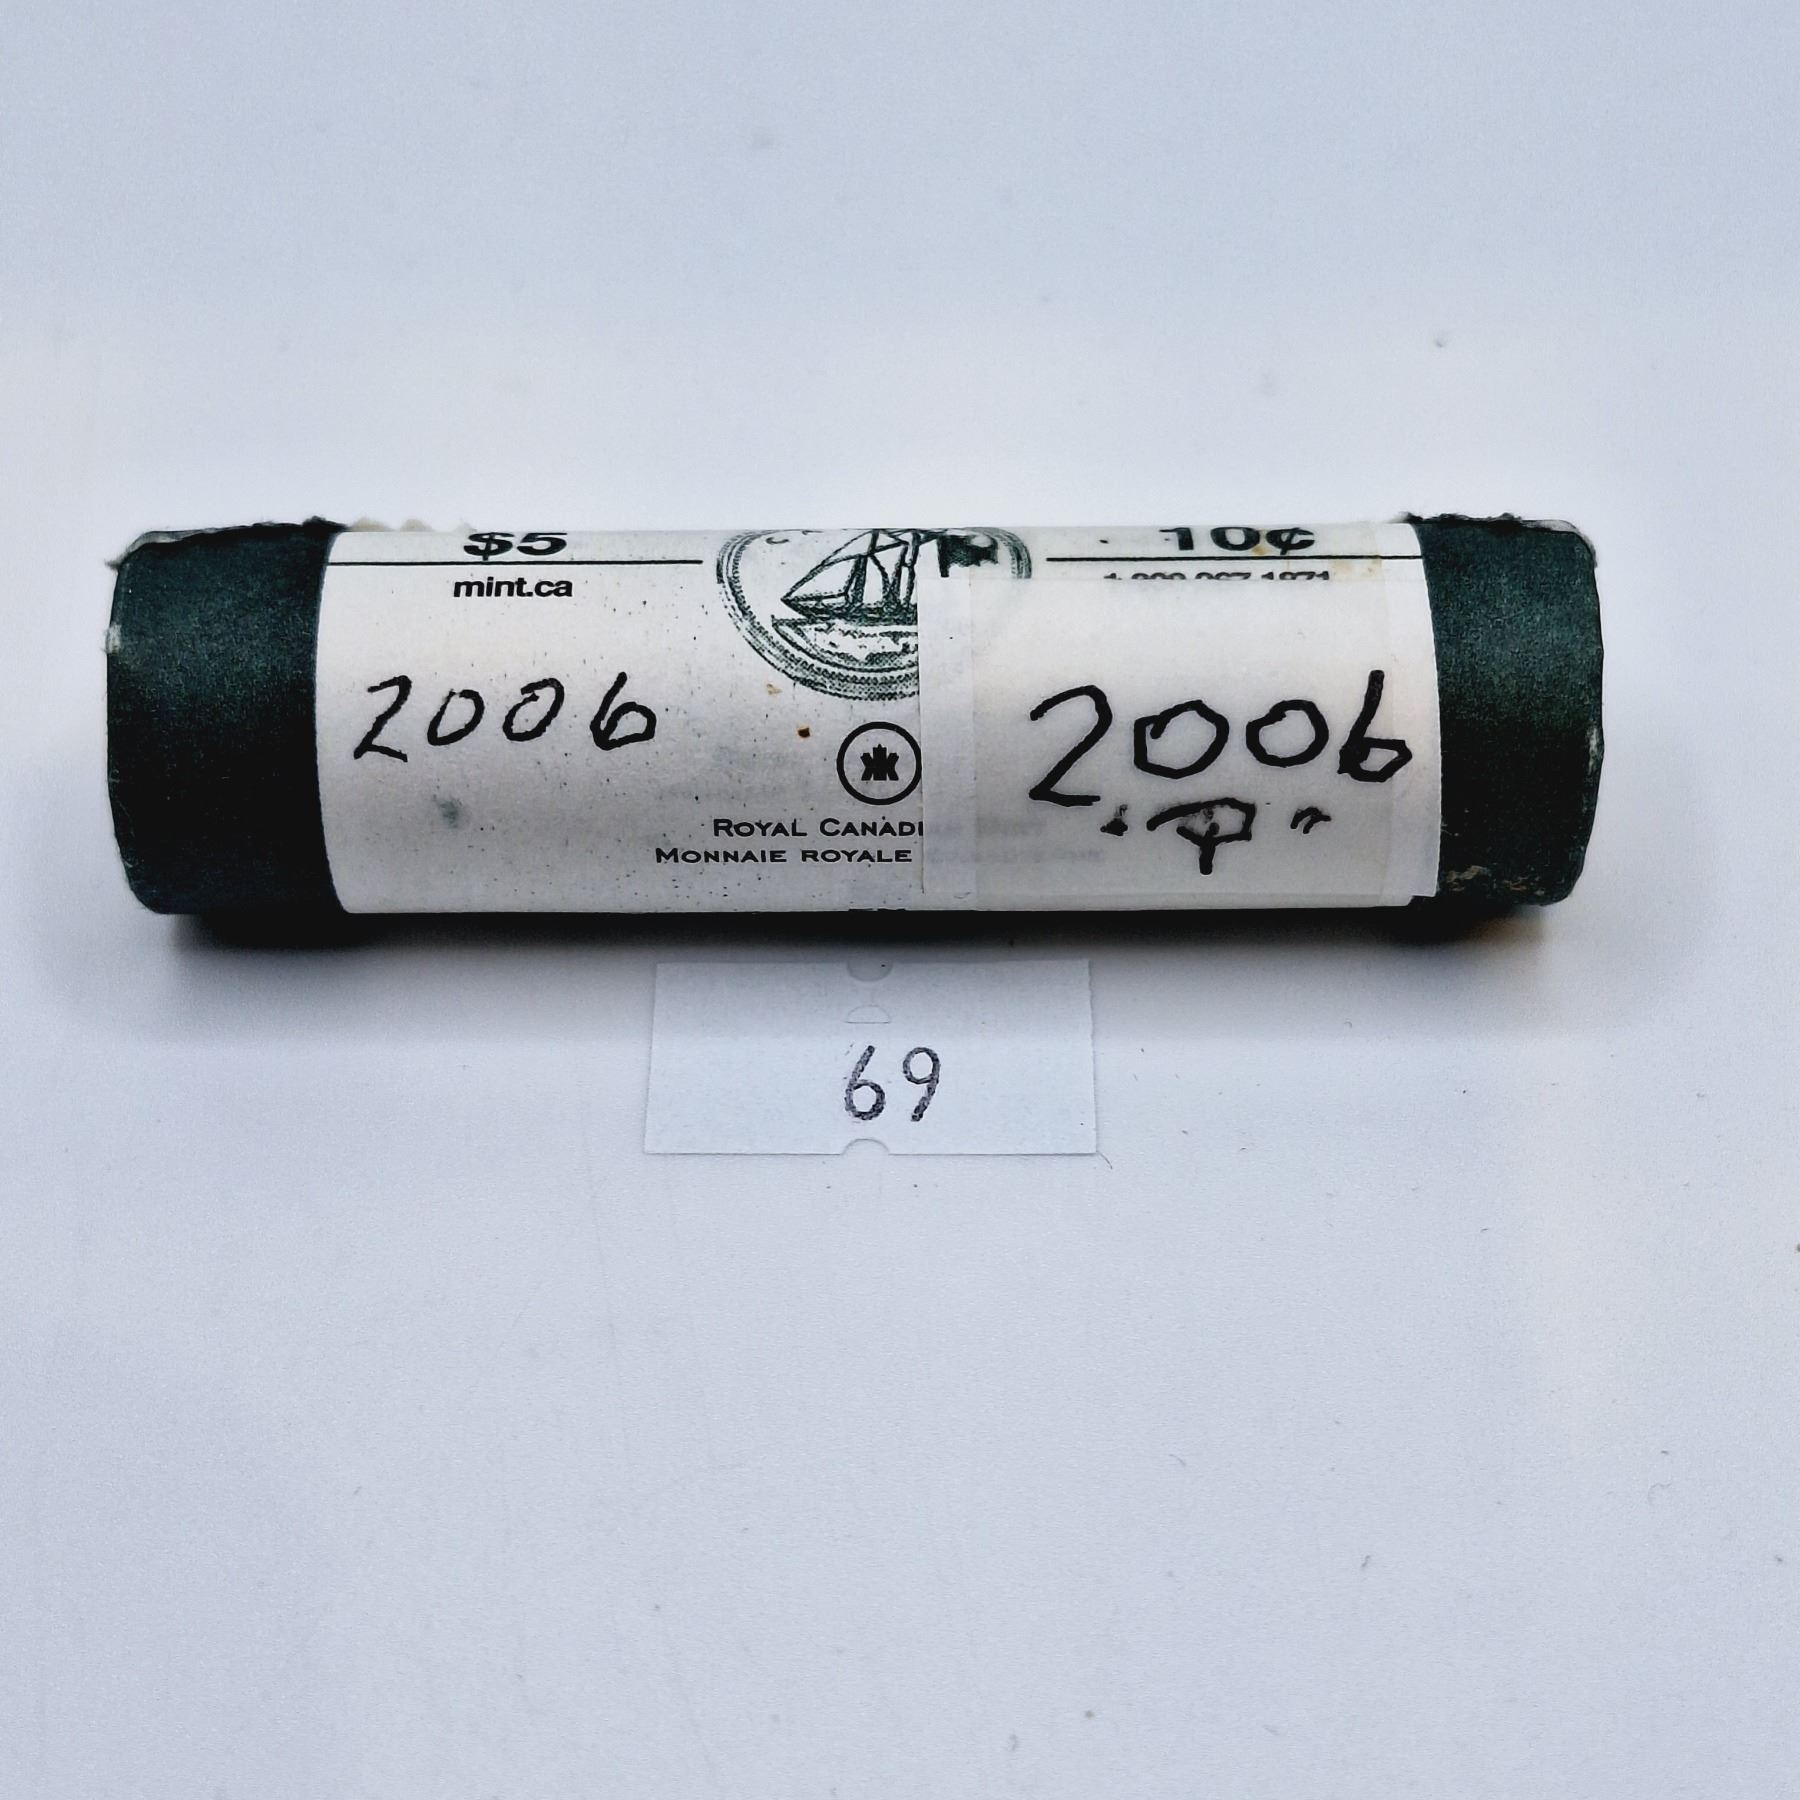 $5
10¢
mint.ca
2006
2006
"P"
ROYAL CANADI
MONNAIE ROYALE
69